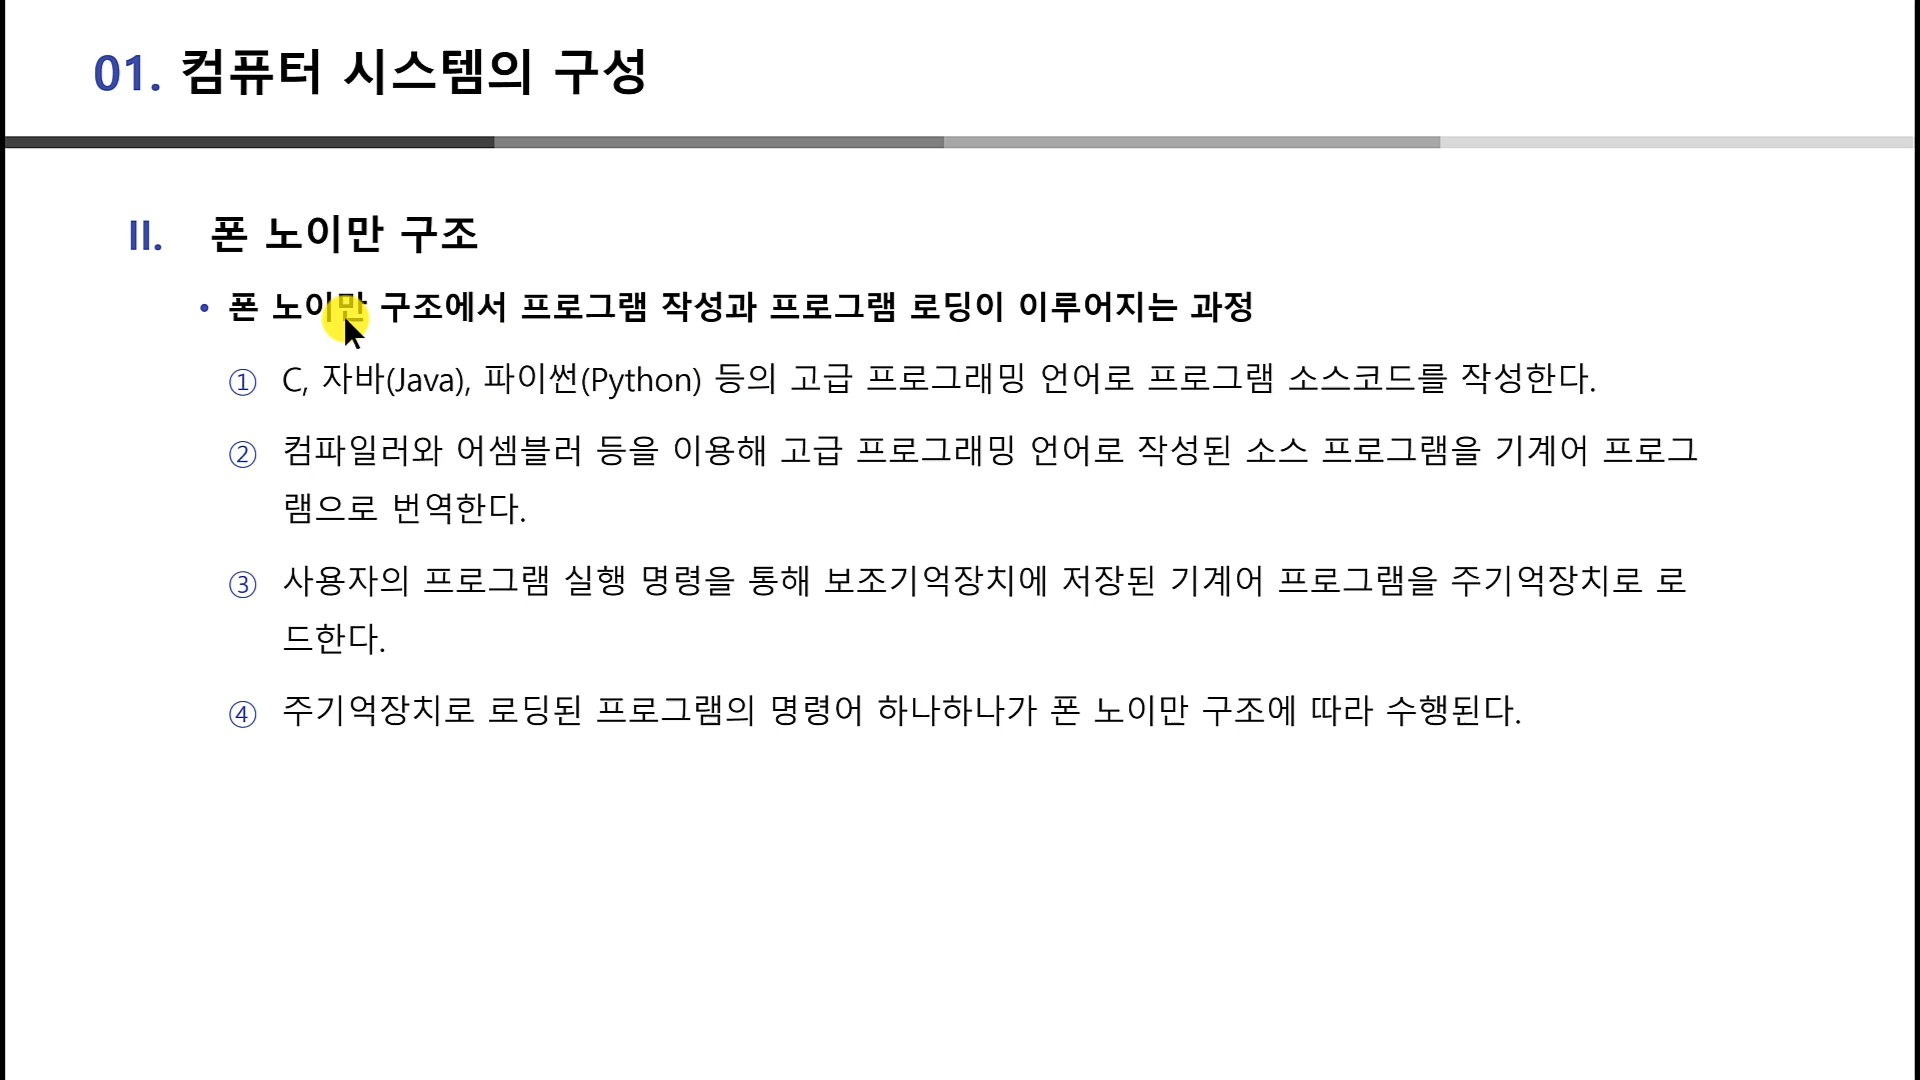 01. 컴퓨터 시스템의 구성
II. 폰 노이만 구조
• 폰 노이만 구조에서 프로그램 작성과 프로그램 로딩이 이루어지는 과정
① C, 자바(Java), 파이썬(Python) 등의 고급 프로그래밍 언어로 프로그램 소스코드를 작성한다.
② 컴파일러와 어셈블러 등을 이용해 고급 프로그래밍 언어로 작성된 소스 프로그램을 기계어 프로그
램으로 번역한다.
③ 사용자의 프로그램 실행 명령을 통해 보조기억장치에 저장된 기계어 프로그램을 주기억장치로 로
드한다.
④ 주기억장치로 로딩된 프로그램의 명령어 하나하나가 폰 노이만 구조에 따라 수행된다.